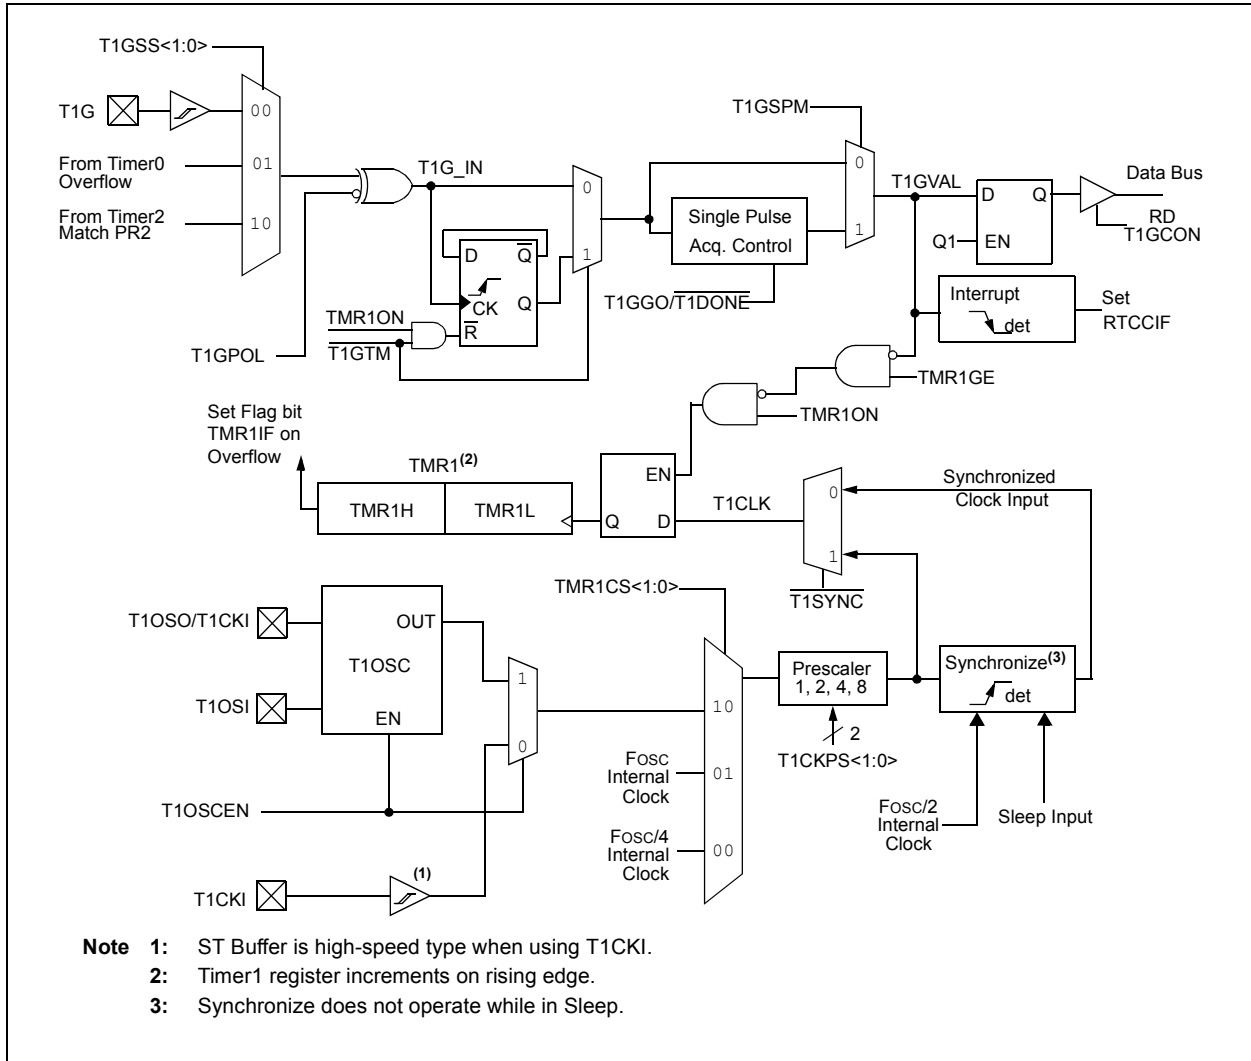 T1GSS<1:0>
T1G
00
From Timer0
Overflow
01
From Timer2
Match PR2
10
T1G_IN
0
1
D
Q̅
CK
Q
R̅
TMR1ON
T1GTM
T1GPOL
T1GSPM
0
1
Single Pulse
Acq. Control
T1GGO/T̅1̅D̅O̅N̅E̅
T1GVAL
D
Q
Q1
EN
Data Bus
RD
T1GCON
Interrupt
det
Set
RTCCIF
TMR1GE
TMR1ON
Set Flag bit
TMR1IF on
Overflow
TMR1(2)
TMR1H
TMR1L
EN
Q
D
T1CLK
0
1
T̅1̅S̅Y̅N̅C̅
Synchronized
Clock Input
T1OSO/T1CKI
OUT
T1OSC
T1OSI
EN
1
0
T1OSCEN
T1CKI
(1)
TMR1CS<1:0>
10
FOSC
Internal
Clock
01
FOSC/4
Internal
Clock
00
Prescaler
1, 2, 4, 8
2
T1CKPS<1:0>
Synchronize(3)
det
FOSC/2
Internal
Clock
Sleep Input
Note 1: ST Buffer is high-speed type when using T1CKI.
2: Timer1 register increments on rising edge.
3: Synchronize does not operate while in Sleep.